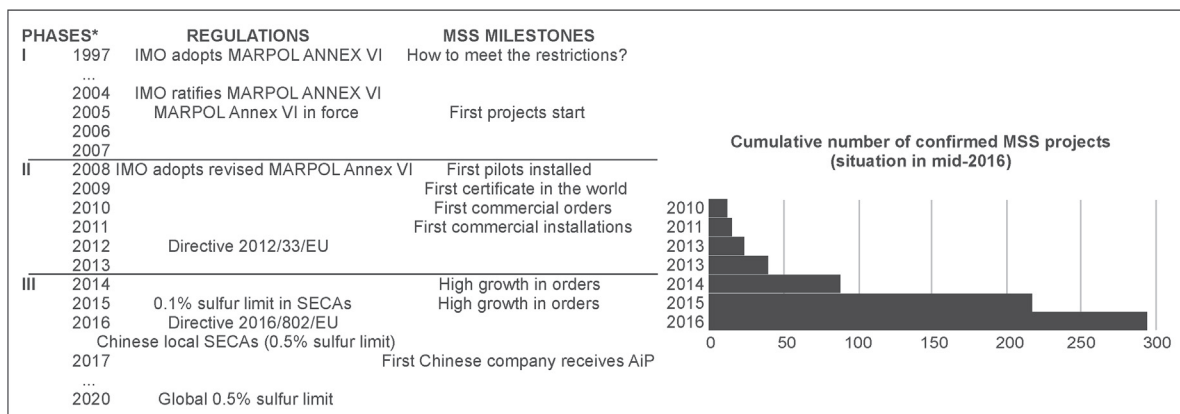 PHASES* REGULATIONS MSS MILESTONES
I 1997 IMO adopts MARPOL ANNEX VI How to meet the restrictions?
...
2004 IMO ratifies MARPOL ANNEX VI
2005 MARPOL Annex VI in force First projects start
2006
2007
II 2008 IMO adopts revised MARPOL Annex VI First pilots installed
2009 First certificate in the world
2010 First commercial orders
2011 First commercial installations
2012 Directive 2012/33/EU
2013
III 2014 High growth in orders
2015 0.1% sulfur limit in SECAs High growth in orders
2016 Directive 2016/802/EU
Chinese local SECAs (0.5% sulfur limit)
2017 First Chinese company receives AiP
...
2020 Global 0.5% sulfur limit
Cumulative number of confirmed MSS projects
(situation in mid-2016)
2010
2011
2013
2013
2014
2015
2016
0 50 100 150 200 250 300